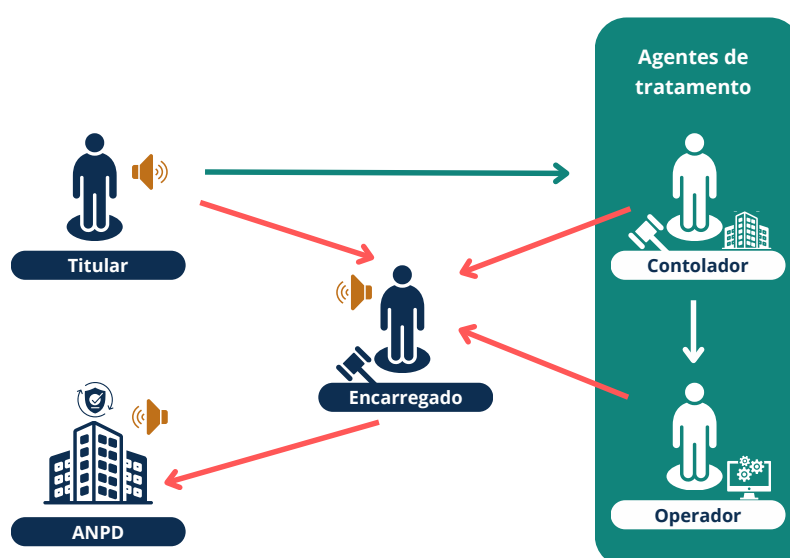 Agentes de
tratamento
Titular
Contolador
Encarregado
ANPD
Operador